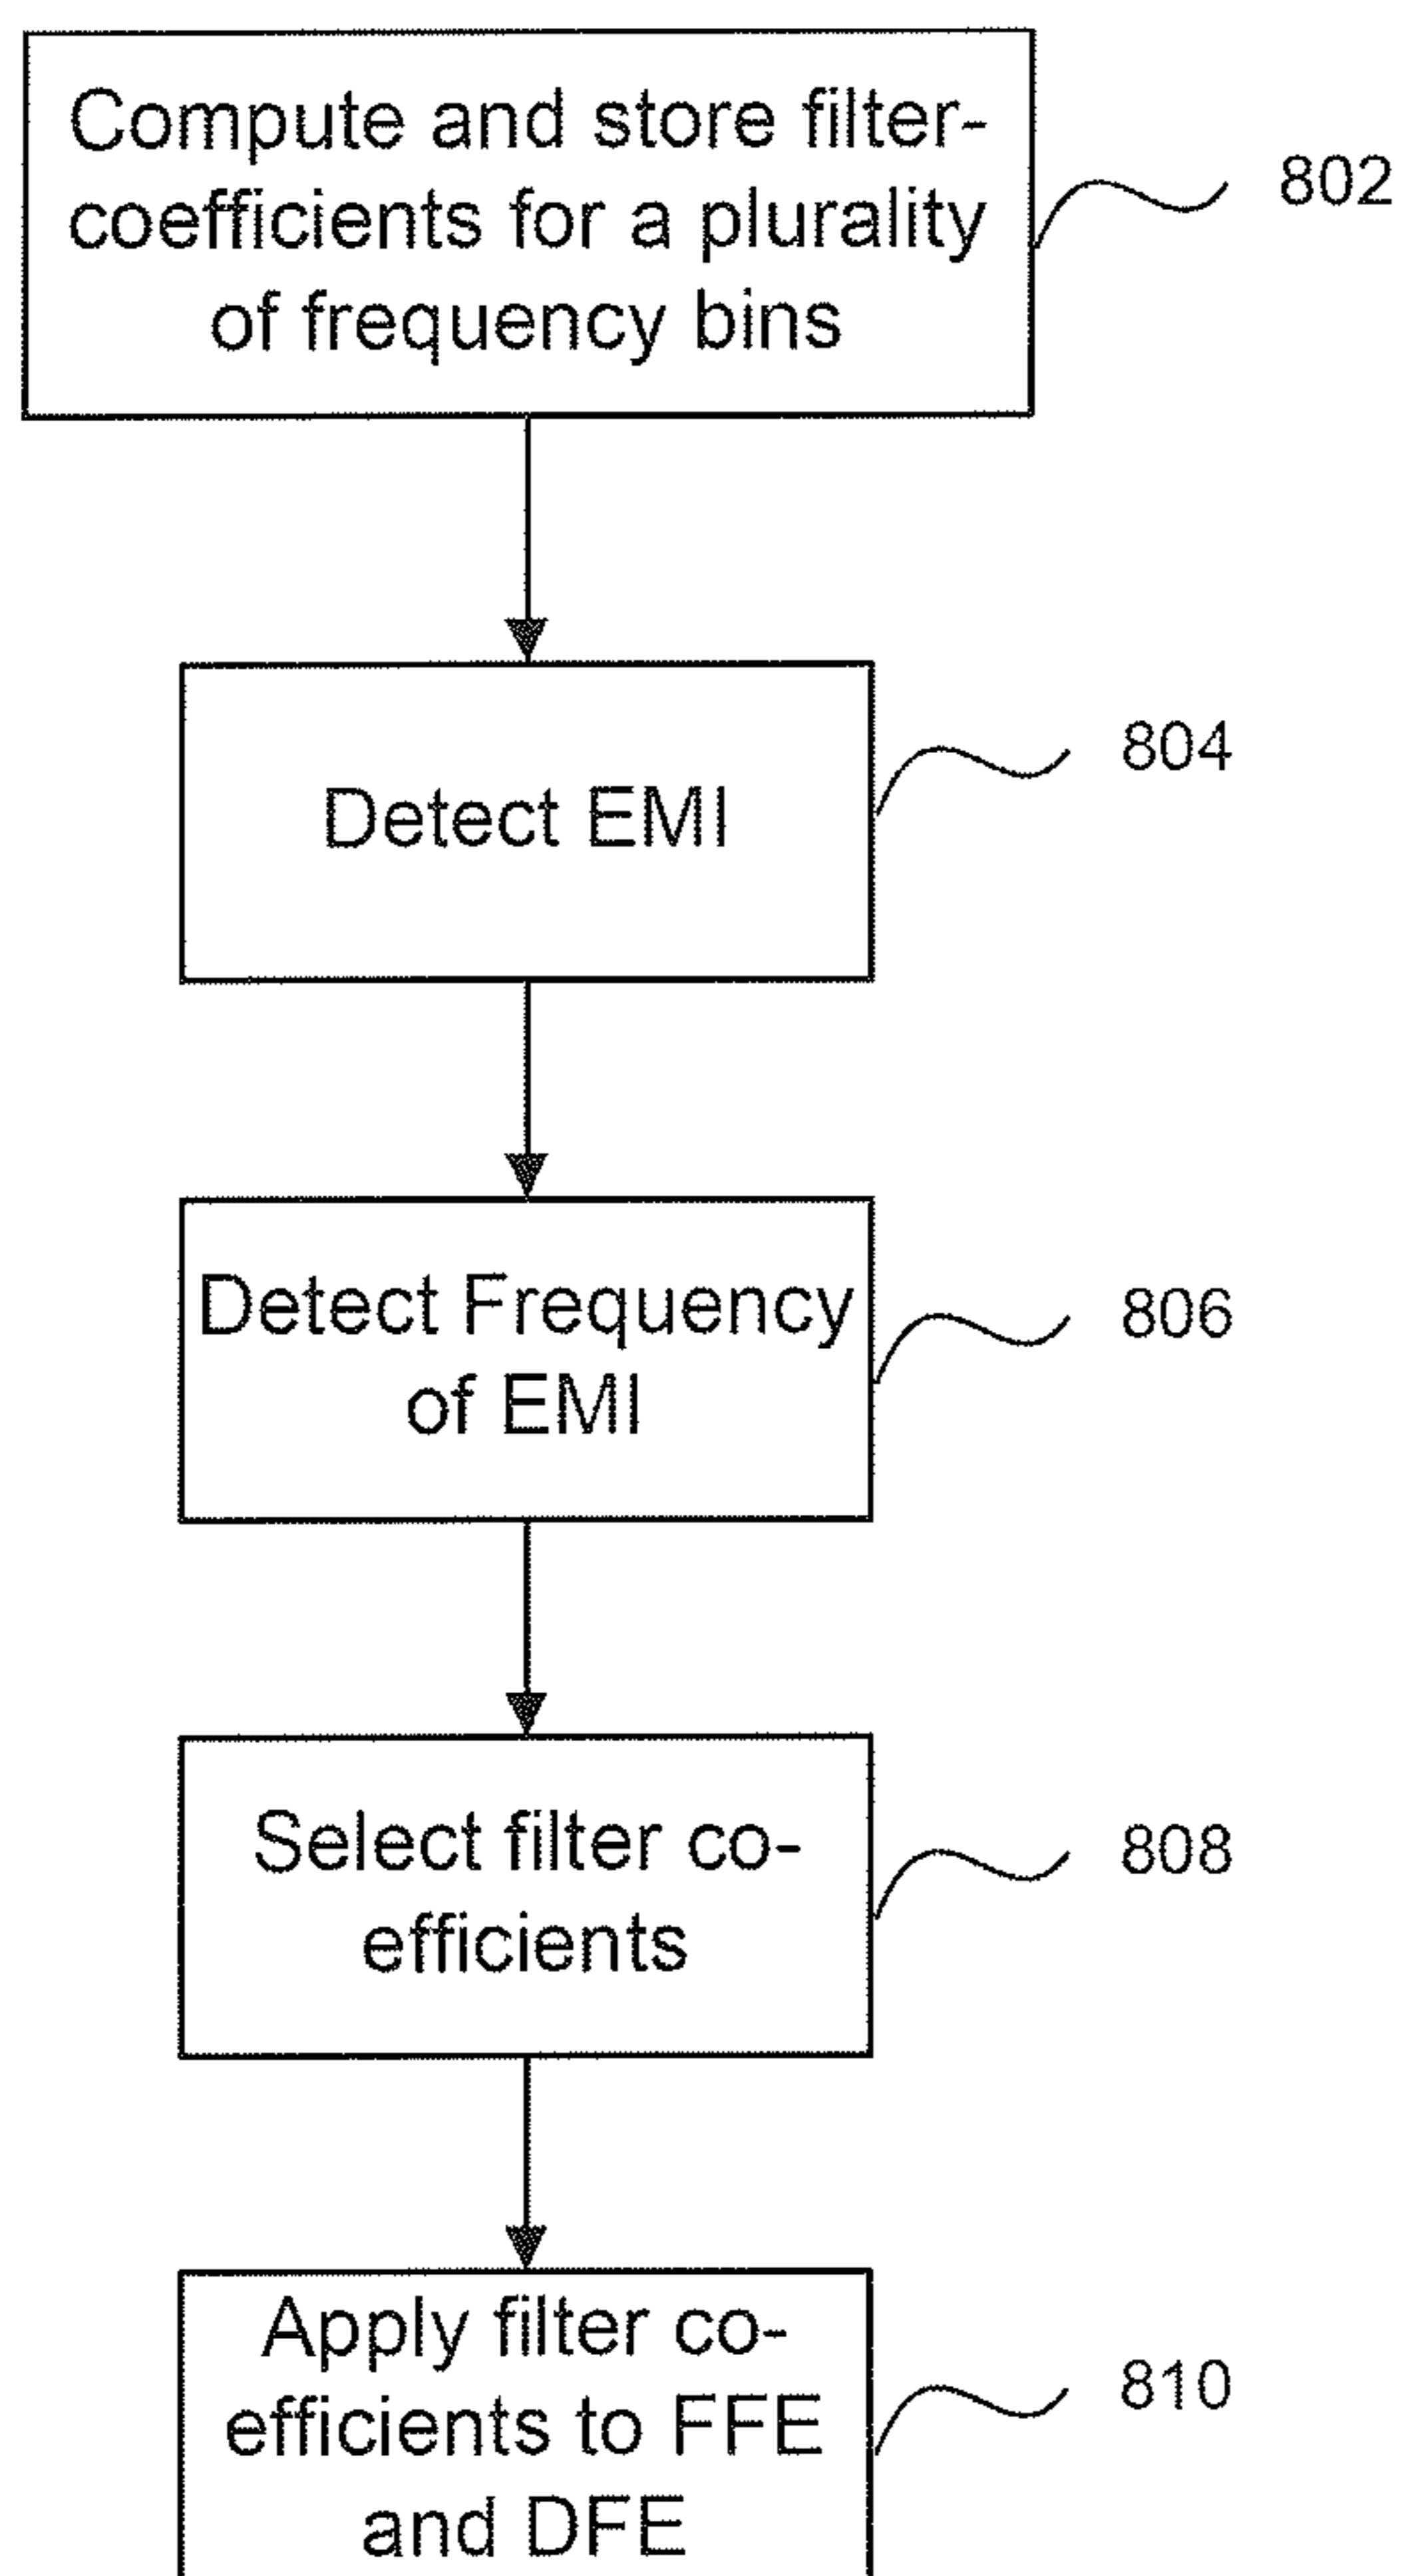 Compute and store filter-
coefficients for a plurality
of frequency bins
802
Detect EMI
804
Detect Frequency
of EMI
806
Select filter co-
efficients
808
Apply filter co-
efficients to FFE
and DFE
810